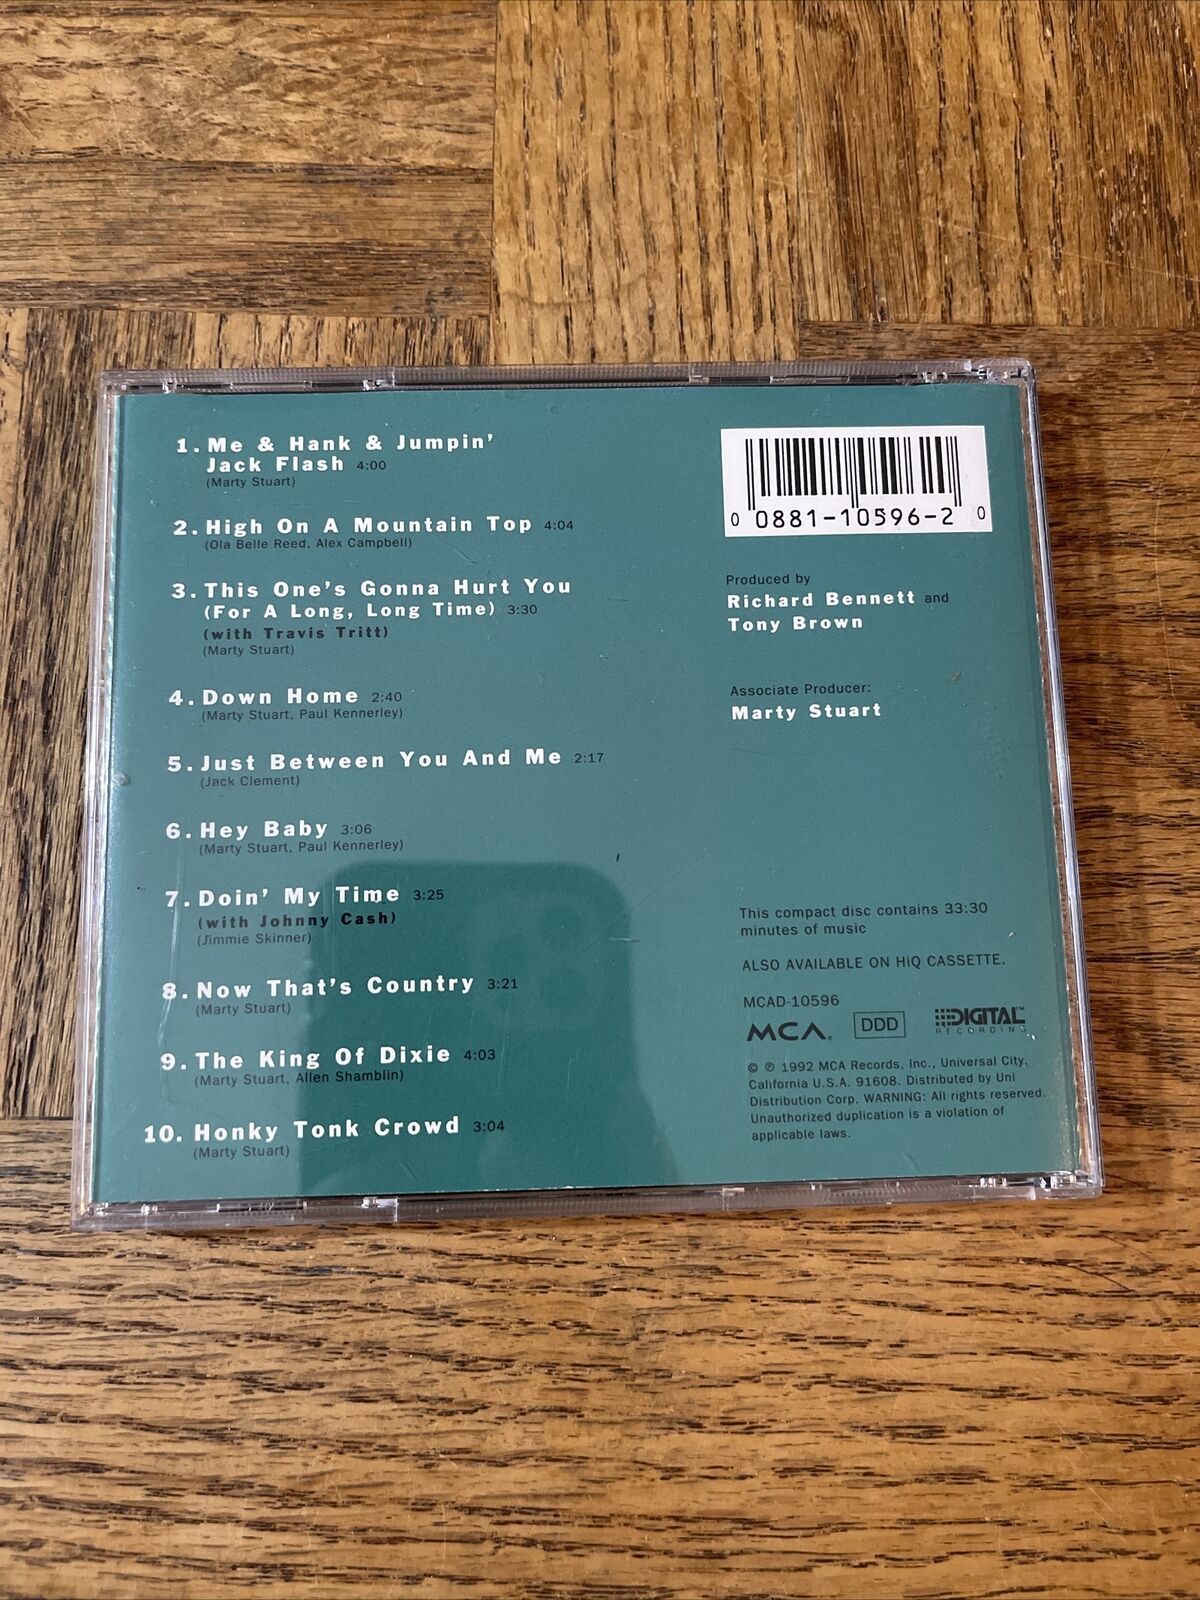 1. Me & Hank & Jumpin'
Jack Flash 4:00
(Marty Stuart)
2. High On A Mountain Top 4:04
(Ola Belle Reed, Alex Campbell)
3. This One's Gonna Hurt You
(For A Long, Long Time) 3:30
(with Travis Tritt)
(Marty Stuart)
4. Down Home 2:40
(Marty Stuart, Paul Kennerley)
5. Just Between You And Me 2:17
(Jack Clement)
6. Hey Baby 3:06
(Marty Stuart, Paul Kennerley)
7. Doin' My Time 3:25
(with Johnny Cash)
(Jimmie Skinner)
8. Now That's Country 3:21
(Marty Stuart)
9. The King Of Dixie 4:03
(Marty Stuart, Allen Shamblin)
10. Honky Tonk Crowd 3:04
(Marty Stuart)
0 0881-10596-2 0
Produced by
Richard Bennett and
Tony Brown
Associate Producer:
Marty Stuart
This compact disc contains 33:30
minutes of music
ALSO AVAILABLE ON HiQ CASSETTE.
MCAD-10596
MCA® DDD DIGITAL™
RECORDING
© ℗ 1992 MCA Records, Inc., Universal City,
California U.S.A. 91608. Distributed by Uni
Distribution Corp. WARNING: All rights reserved.
Unauthorized duplication is a violation of
applicable laws.